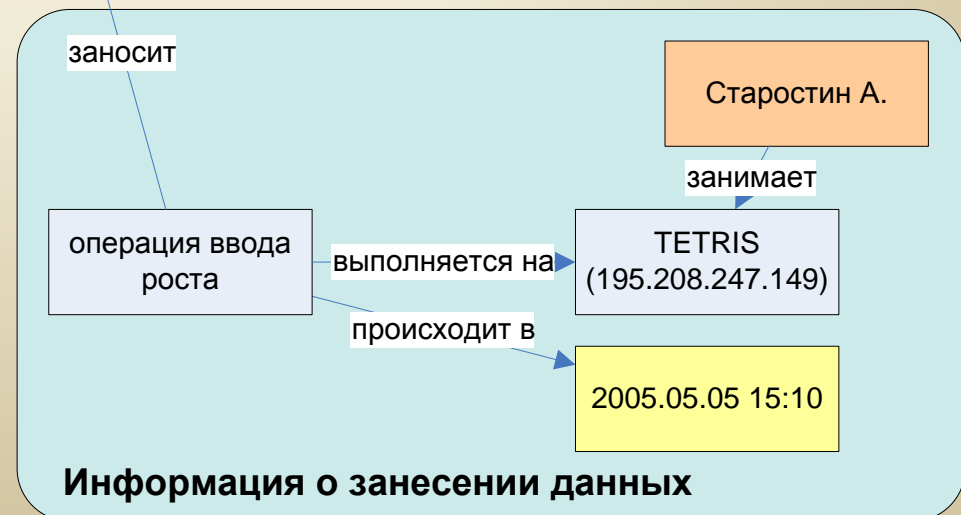 заносит
Старостин А.
занимает
операция ввода
роста
выполняется на
TETRIS
(195.208.247.149)
происходит в
2005.05.05 15:10
Информация о занесении данных